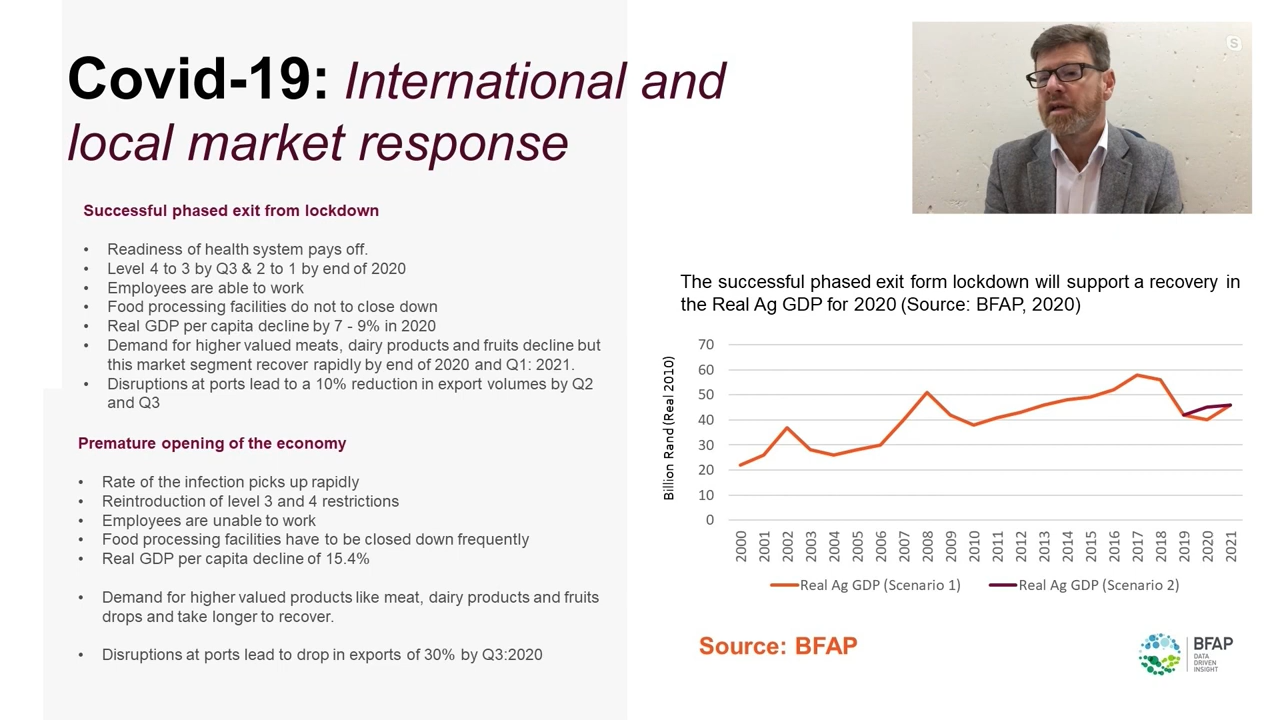 Covid-19: International and
local market response
Successful phased exit from lockdown
• Readiness of health system pays off.
• Level 4 to 3 by Q3 & 2 to 1 by end of 2020
• Employees are able to work
• Food processing facilities do not to close down
• Real GDP per capita decline by 7 - 9% in 2020
• Demand for higher valued meats, dairy products and fruits decline but
this market segment recover rapidly by end of 2020 and Q1: 2021.
• Disruptions at ports lead to a 10% reduction in export volumes by Q2
and Q3
Premature opening of the economy
• Rate of the infection picks up rapidly
• Reintroduction of level 3 and 4 restrictions
• Employees are unable to work
• Food processing facilities have to be closed down frequently
• Real GDP per capita decline of 15.4%
• Demand for higher valued products like meat, dairy products and fruits
drops and take longer to recover.
• Disruptions at ports lead to drop in exports of 30% by Q3:2020
The successful phased exit form lockdown will support a recovery in
the Real Ag GDP for 2020 (Source: BFAP, 2020)
Billion Rand (Real 2010)
70
60
50
40
30
20
10
0
2000 2001 2002 2003 2004 2005 2006 2007 2008 2009 2010 2011 2012 2013 2014 2015 2016 2017 2018 2019 2020 2021
Real Ag GDP (Scenario 1) Real Ag GDP (Scenario 2)
Source: BFAP
BFAP
DATA
DRIVEN
INSIGHT